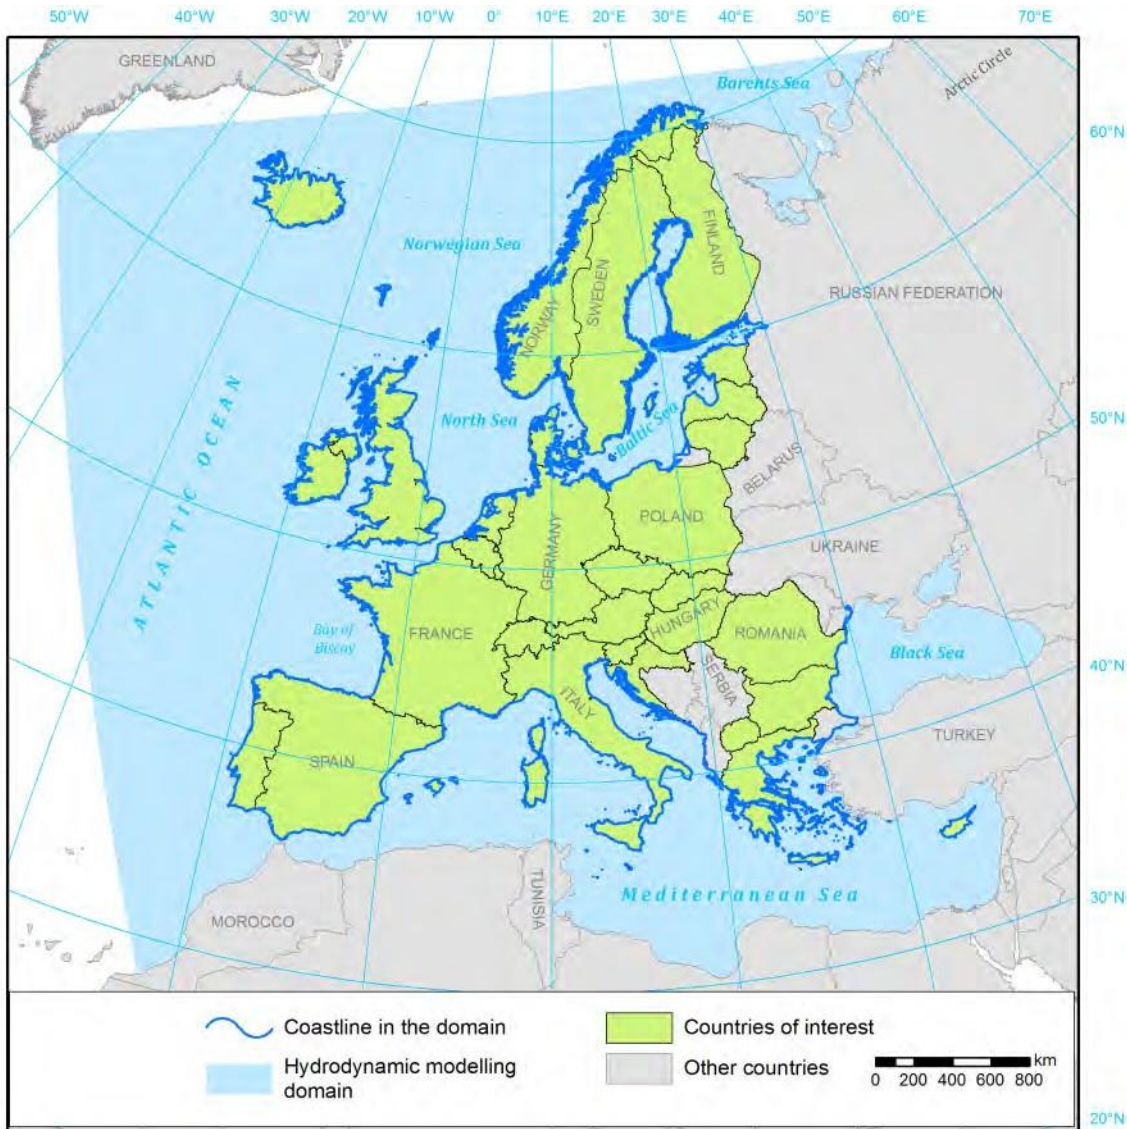 50°W 40°W 30°W 20°W 10°W 0° 10°E 20°E 30°E 40°E 50°E 60°E 70°E
GREENLAND
Barents Sea
Arctic Circle
60°N
Norwegian Sea
FINLAND
SWEDEN
NORWAY
RUSSIAN FEDERATION
ATLANTIC OCEAN
North Sea
Baltic Sea
50°N
BELARUS
POLAND
GERMANY
UKRAINE
Bay of
Biscay
FRANCE
HUNGARY
ROMANIA
Black Sea
40°N
SERBIA
ITALY
SPAIN
TURKEY
Mediterranean Sea
30°N
MOROCCO
TUNISIA
Coastline in the domain
Countries of interest
Hydrodynamic modelling
domain
Other countries
km
0 200 400 600 800
20°N